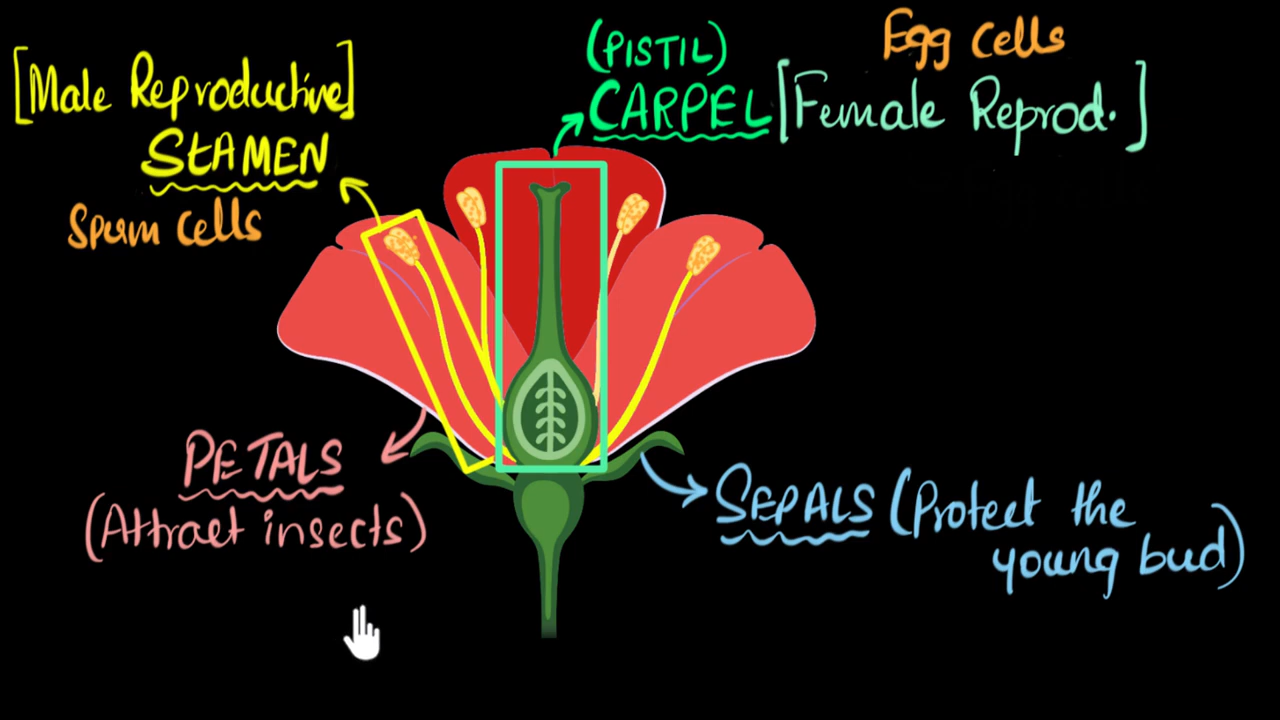 [Male Reproductive]
STAMEN
Sperm Cells
(PISTIL)
CARPEL
Egg Cells
[Female Reprod.]
PETALS
(Attract insects)
SEPALS (Protect the
young bud)